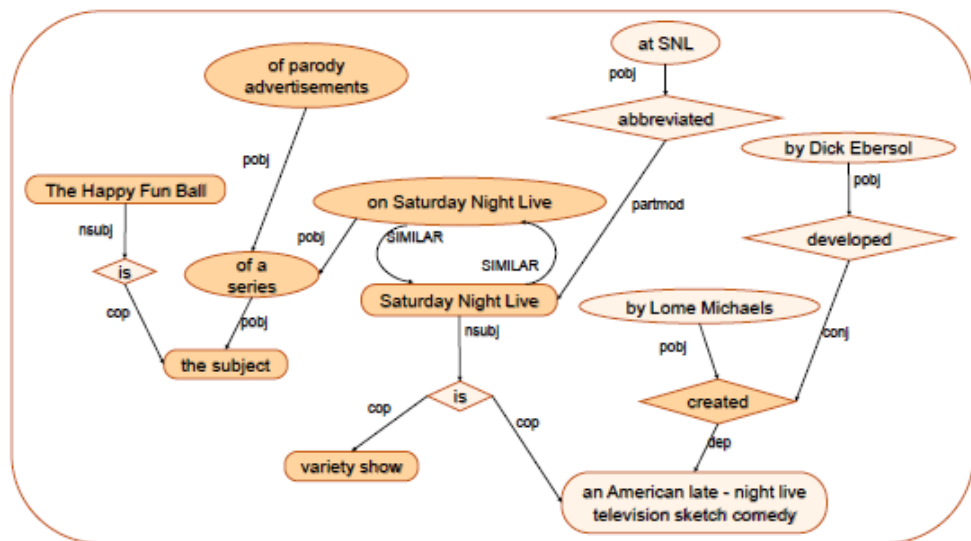 at SNL
of parody
advertisements
pobj
abbreviated
by Dick Ebersol
pobj
pobj
The Happy Fun Ball
on Saturday Night Live
partmod
nsubj
pobj
SIMILAR
developed
is
of a
series
SIMILAR
Saturday Night Live
by Lome Michaels
cop
pobj
nsubj
conj
the subject
pobj
cop
is
cop
created
dep
variety show
an American late - night live
television sketch comedy